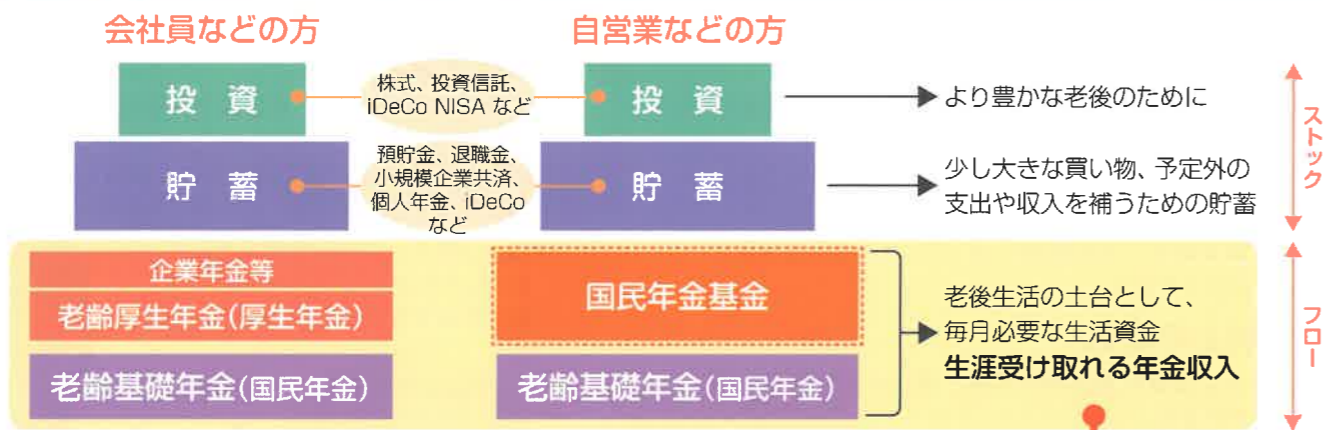 会社員などの方
自営業などの方
投資
株式、投資信託、
iDeCo NISA など
投資
より豊かな老後のために
貯蓄
預貯金、退職金、
小規模企業共済、
個人年金、iDeCo
など
貯蓄
少し大きな買い物、予定外の
支出や収入を補うための貯蓄
ストック
企業年金等
老齢厚生年金(厚生年金)
老齢基礎年金(国民年金)
国民年金基金
老齢基礎年金(国民年金)
老後生活の土台として、
毎月必要な生活資金
生涯受け取れる年金収入
フロー